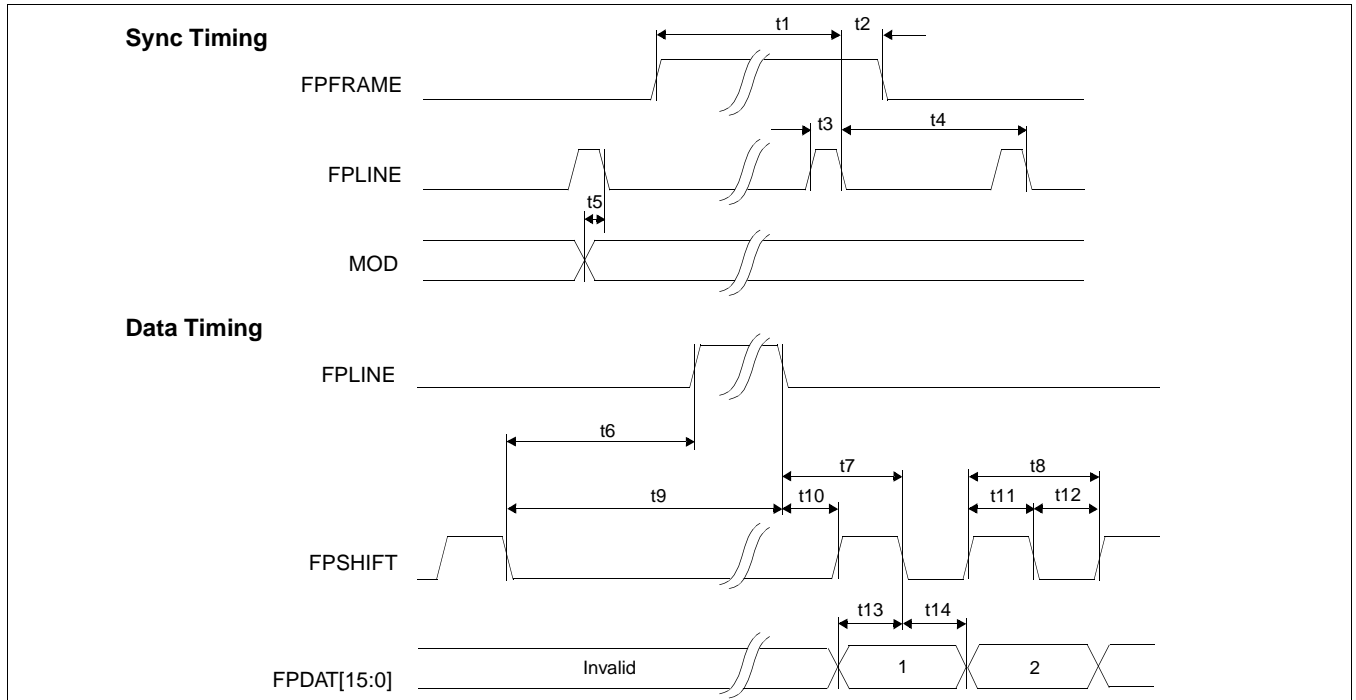 Sync Timing
t1
t2
FPFRAME
t3
t4
FPLINE
t5
MOD
Data Timing
FPLINE
t6
t7
t8
t9
t10
t11
t12
FPSHIFT
t13
t14
FPDAT[15:0]
Invalid
1
2